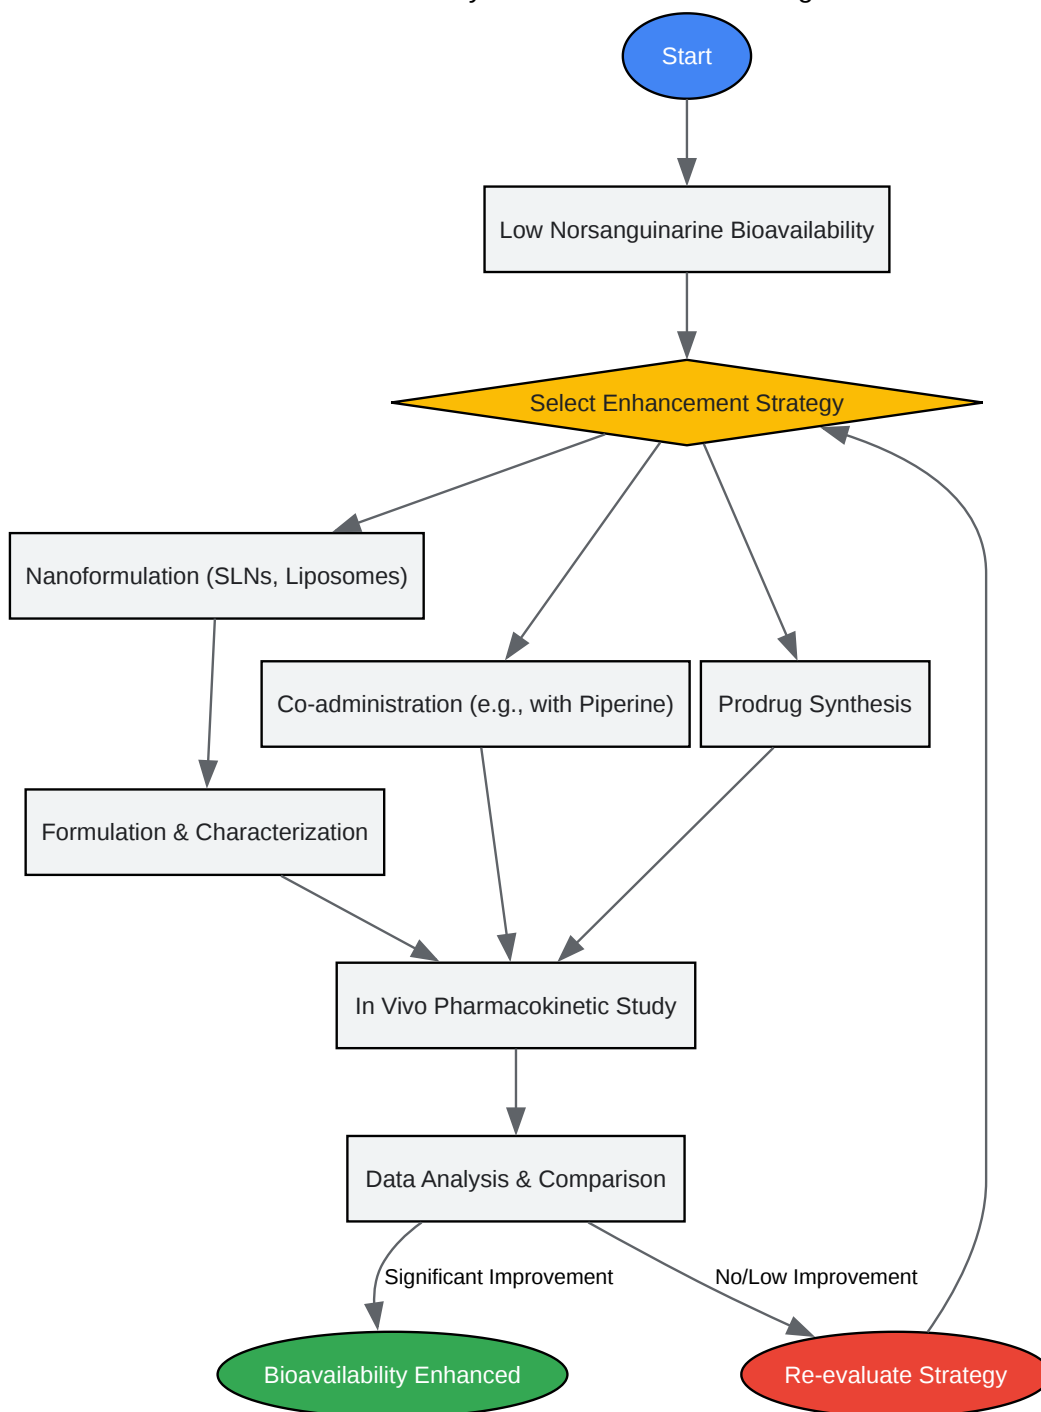 Start
Low Norsanguinarine Bioavailability
Select Enhancement Strategy
Nanoformulation (SLNs, Liposomes)
Co-administration (e.g., with Piperine)
Prodrug Synthesis
Formulation & Characterization
In Vivo Pharmacokinetic Study
Data Analysis & Comparison
Significant Improvement
No/Low Improvement
Bioavailability Enhanced
Re-evaluate Strategy